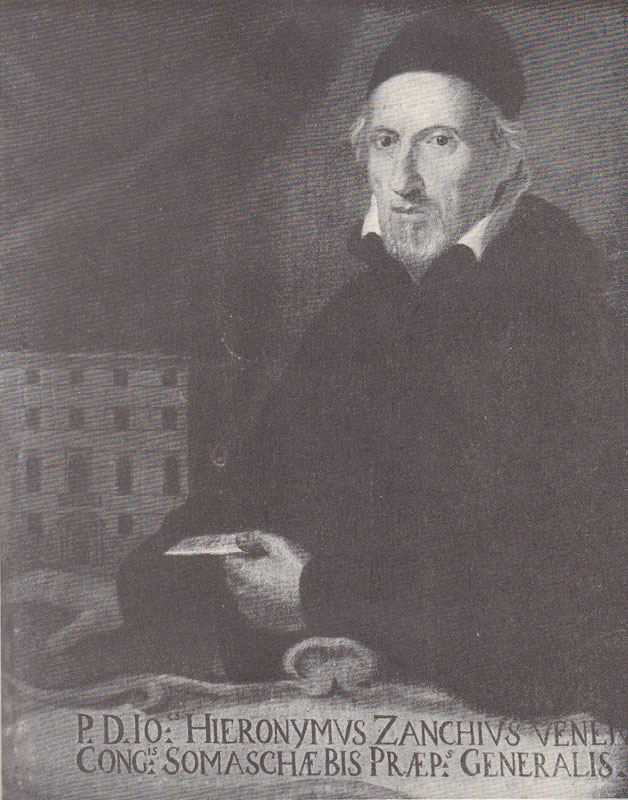 P. D. IO:ES HIERONYMVS ZANCHIVS VENET
CONG:IS SOMASCHÆ BIS PRÆP:S GENERALIS.